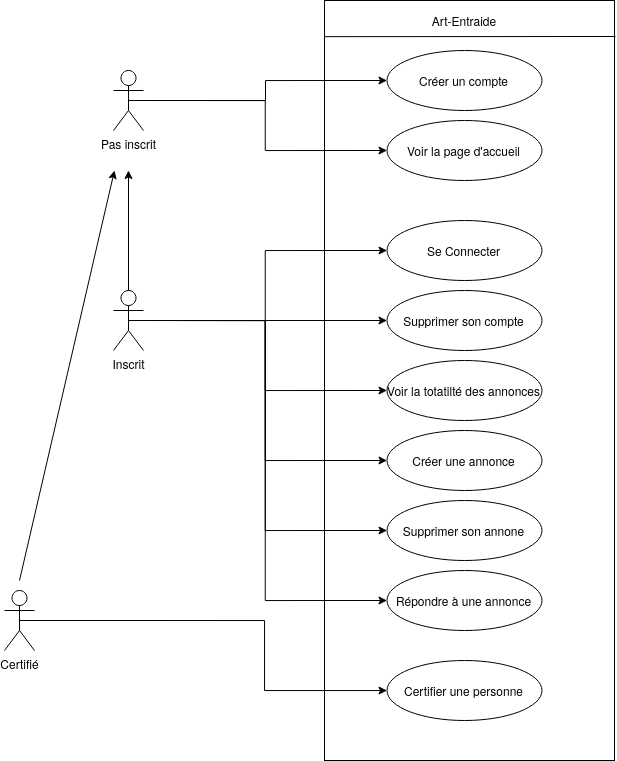 Art-Entraide
Créer un compte
Pas inscrit
Voir la page d'accueil
Se Connecter
Supprimer son compte
Inscrit
Voir la totatilté des annonces
Créer une annonce
Supprimer son annone
Répondre à une annonce
Certifié
Certifier une personne